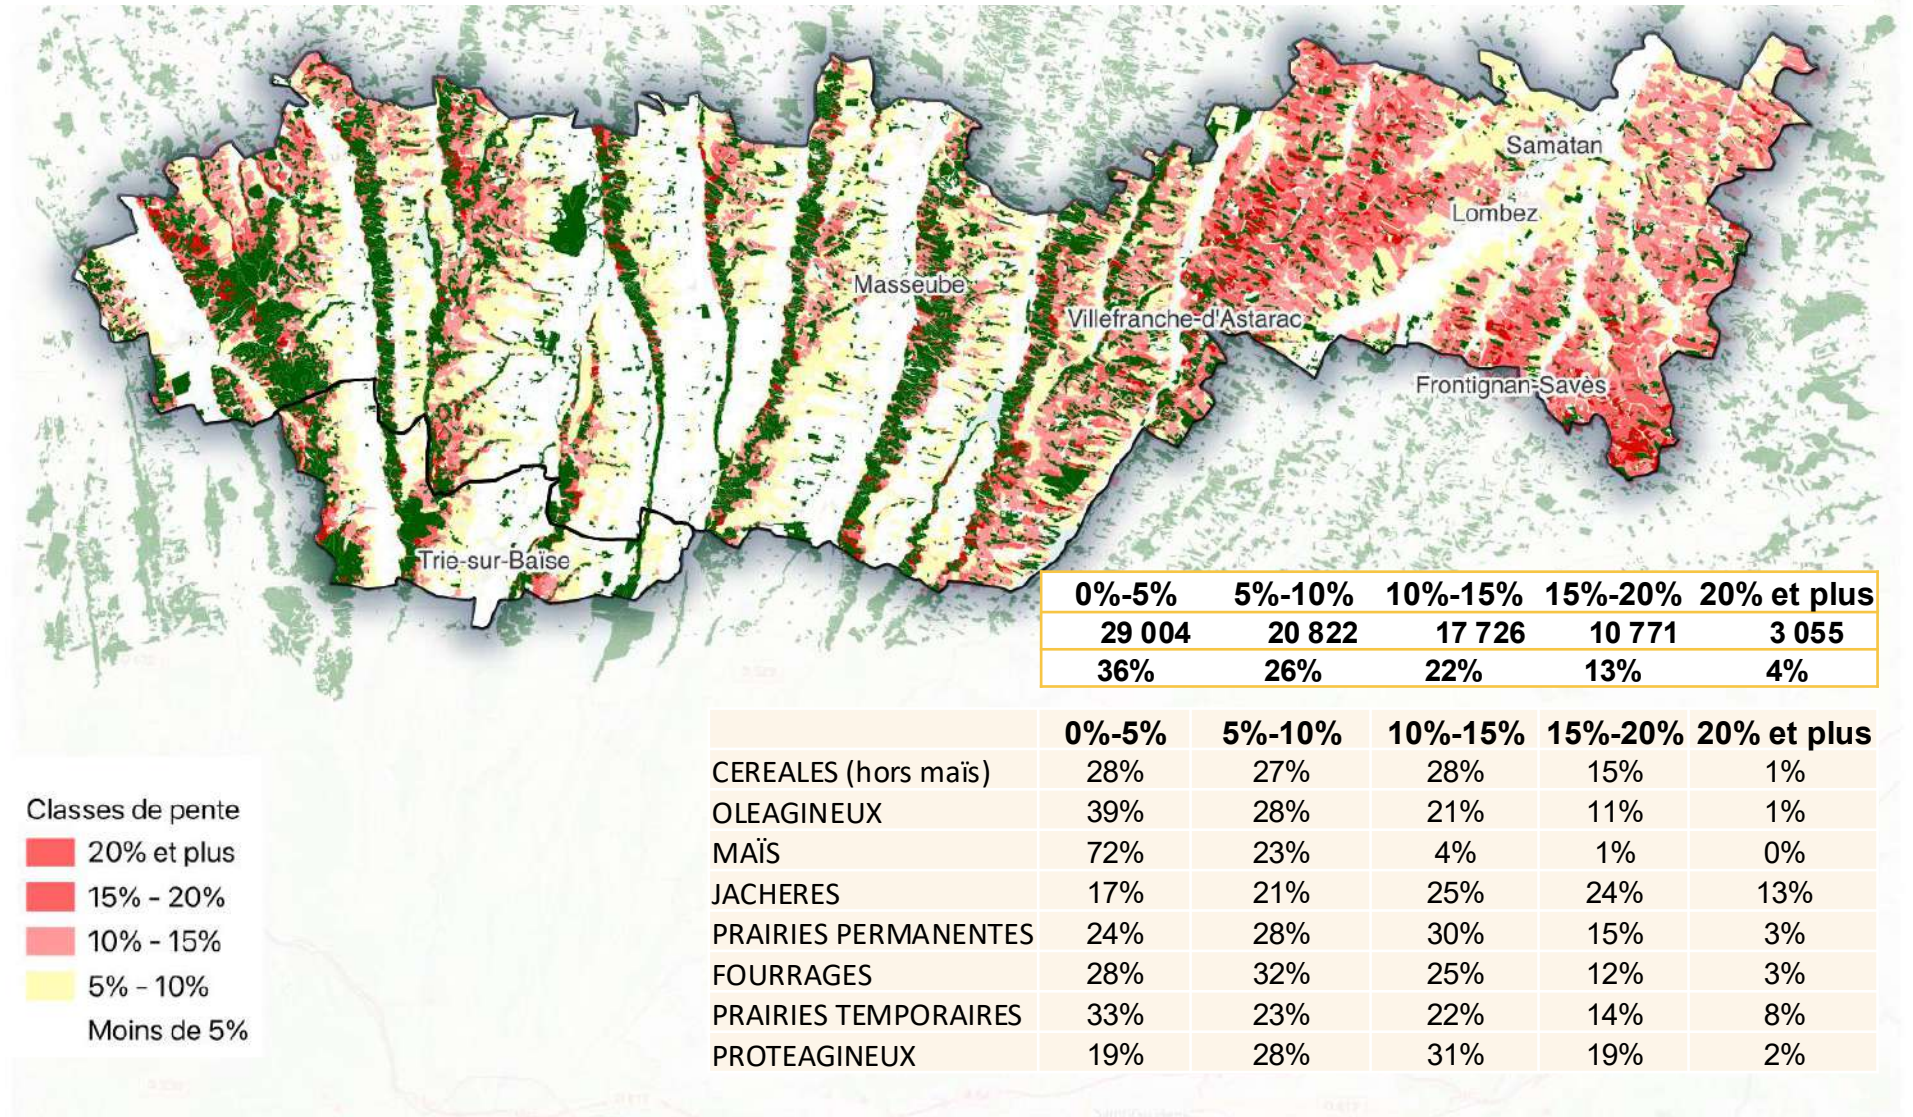 Samatan
Lombez
Masseube
Villefranche-d'Astarac
Frontignan-Savès
Trie-sur-Baïse
0%-5% 5%-10% 10%-15% 15%-20% 20% et plus
29 004 20 822 17 726 10 771 3 055
36% 26% 22% 13% 4%
0%-5% 5%-10% 10%-15% 15%-20% 20% et plus
CEREALES (hors maïs) 28% 27% 28% 15% 1%
OLEAGINEUX 39% 28% 21% 11% 1%
MAÏS 72% 23% 4% 1% 0%
JACHERES 17% 21% 25% 24% 13%
PRAIRIES PERMANENTES 24% 28% 30% 15% 3%
FOURRAGES 28% 32% 25% 12% 3%
PRAIRIES TEMPORAIRES 33% 23% 22% 14% 8%
PROTEAGINEUX 19% 28% 31% 19% 2%
Classes de pente
20% et plus
15% - 20%
10% - 15%
5% - 10%
Moins de 5%